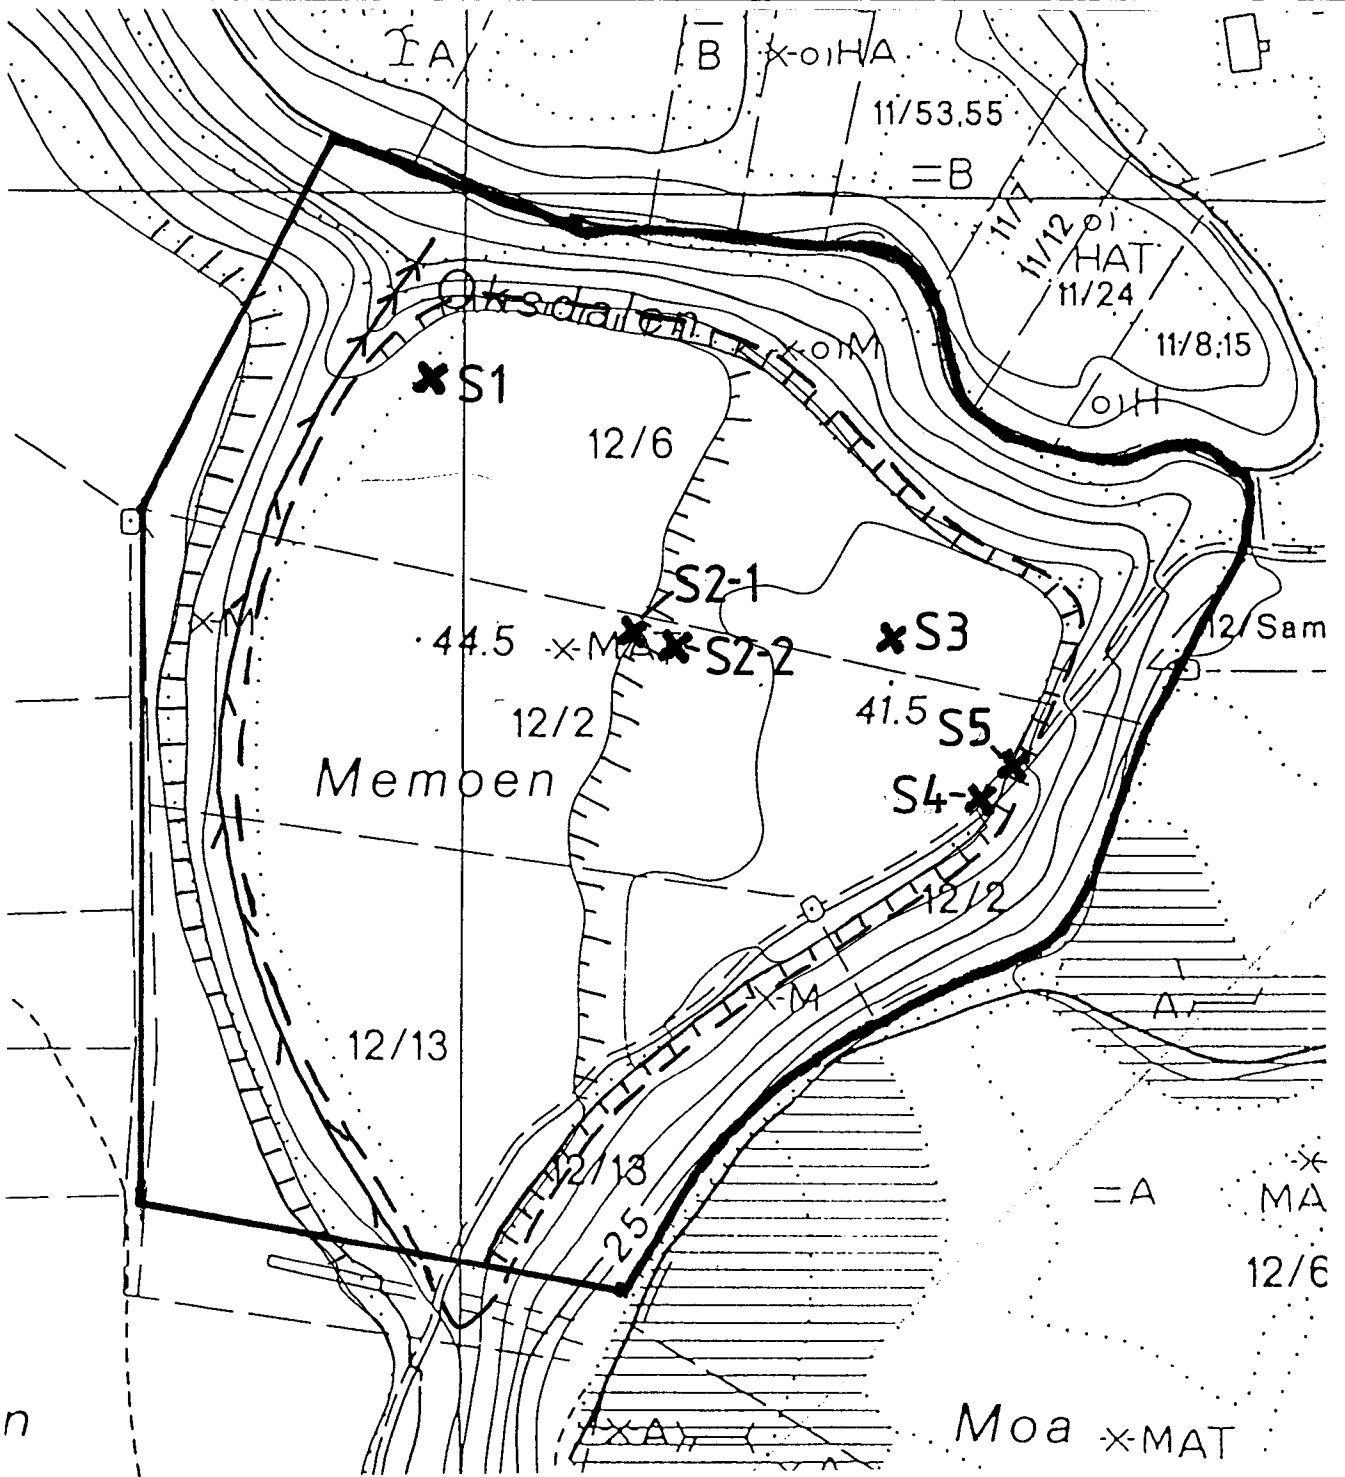 A
B
x-o|HA
11/53,55
=B
11/7
11/12
o|
HAT
11/24
11/8;15
Oksdalen
x-o|M
S1
o|H
12/6
S2-1
x-M
44.5
x-MAT
S2-2
S3
12/Sam
12/2
41.5
S5
Memoen
S4-
12/2
x-M
A
12/13
12/13
25
=A
x
MA
12/6
n
xA
Moa
x-MAT